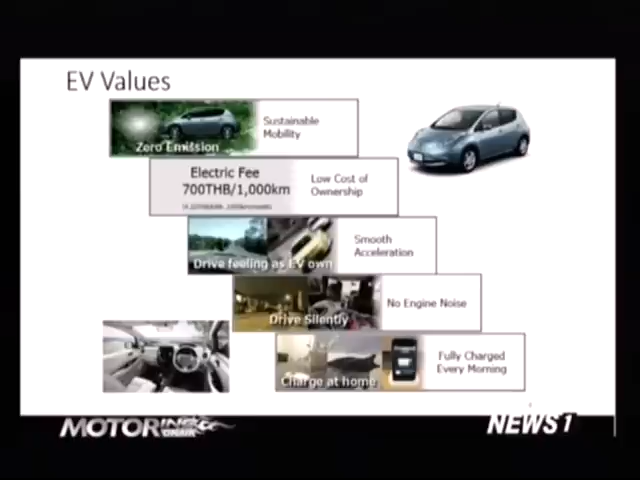 EV Values
Zero Emission
Sustainable
Mobility
Electric Fee
700THB/1,000km
Low Cost of
Ownership
Drive feeling as EV own
Smooth
Acceleration
Drive Silently
No Engine Noise
Charge at home
Fully Charged
Every Morning
MOTORING
NEWS1